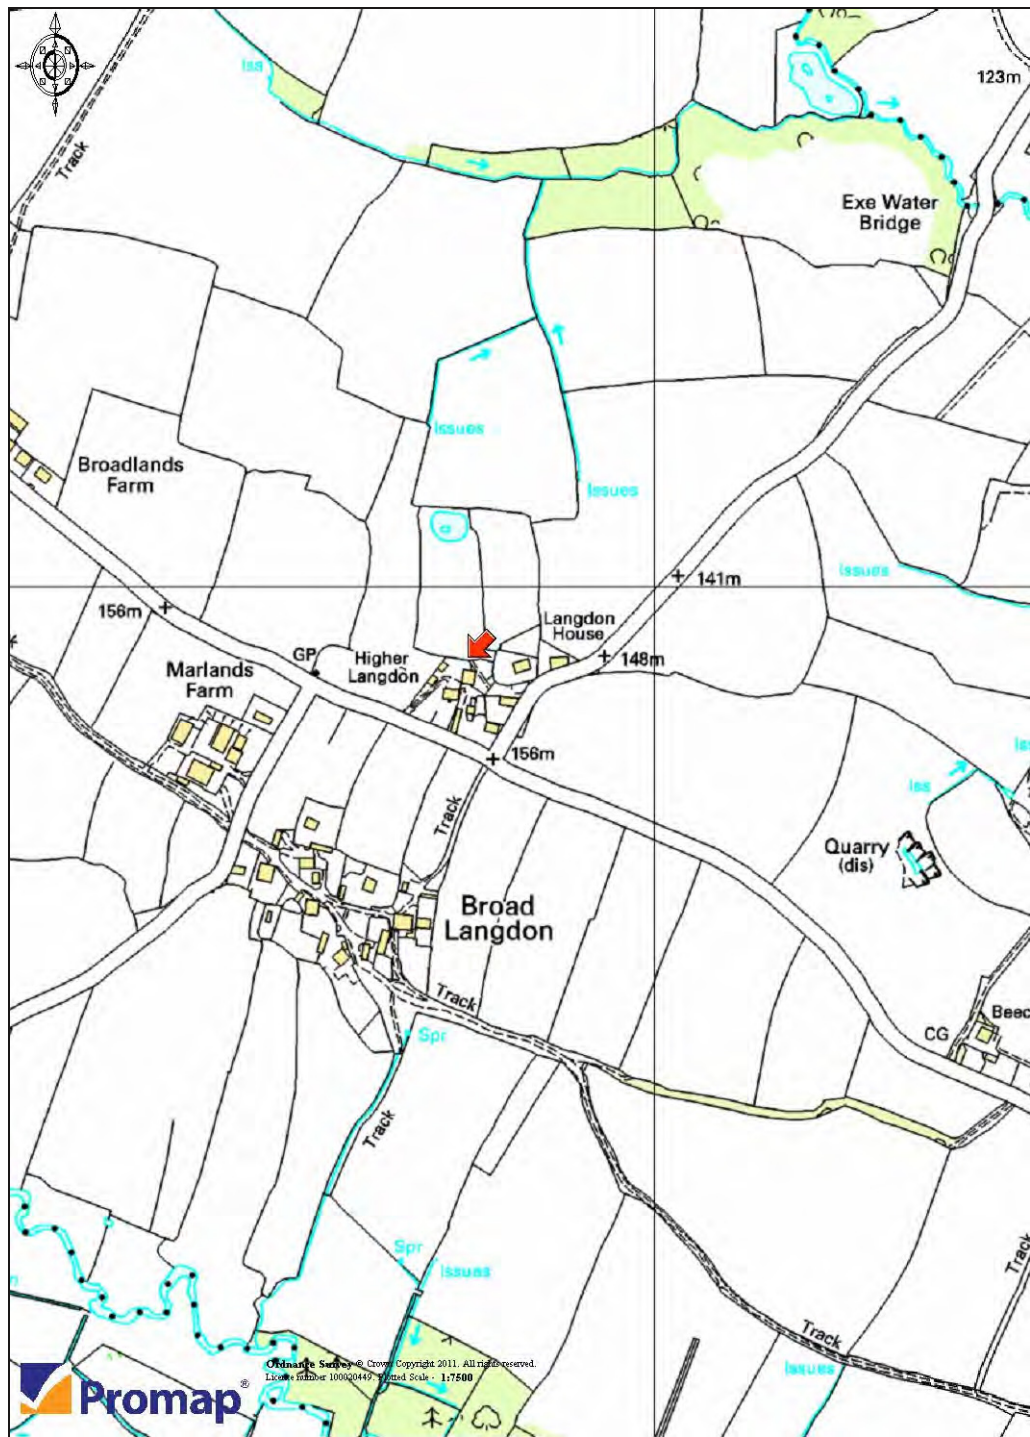 Iss
123m
Track
Exe Water
Bridge
Issues
Broadlands
Farm
Issues
Issues
141m
156m
Langdon
House
GP
Higher
Langdon
148m
Marlands
Farm
156m
Iss
Track
Quarry
(dis)
Broad
Langdon
Track
Beec
CG
Spr
Track
Spr
Issues
Track
Track
Issues
Ordnance Survey © Crown Copyright 2011. All rights reserved.
Licence number 100020449. Plotted Scale - 1:7500
Promap®